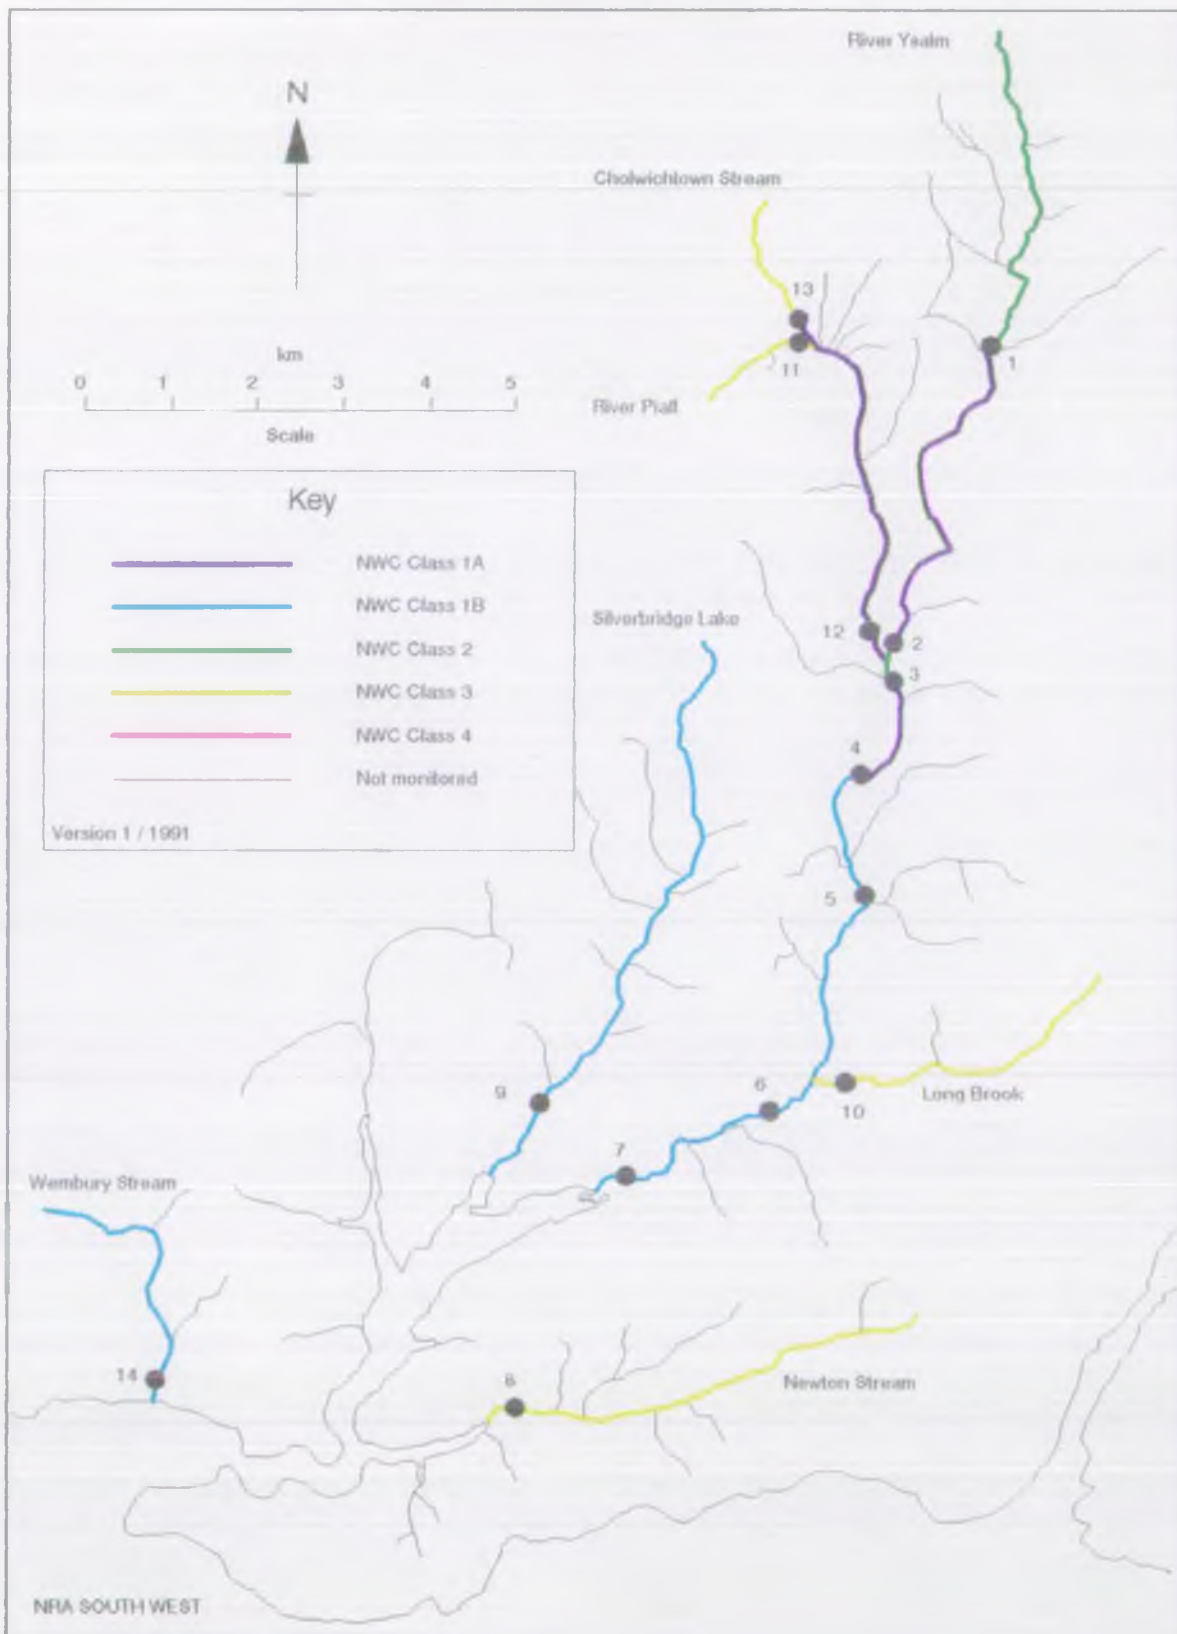 River Yealm
N
Cholwichtown Stream
13
km
0 1 2 3 4 5
11
1
River Piall
Scale
Key
NWC Class 1A
NWC Class 1B
NWC Class 2
NWC Class 3
NWC Class 4
Not monitored
Version 1 / 1991
Silverbridge Lake
12
2
3
4
5
9
6
10
Long Brook
7
Wembury Stream
14
8
Newton Stream
NRA SOUTH WEST